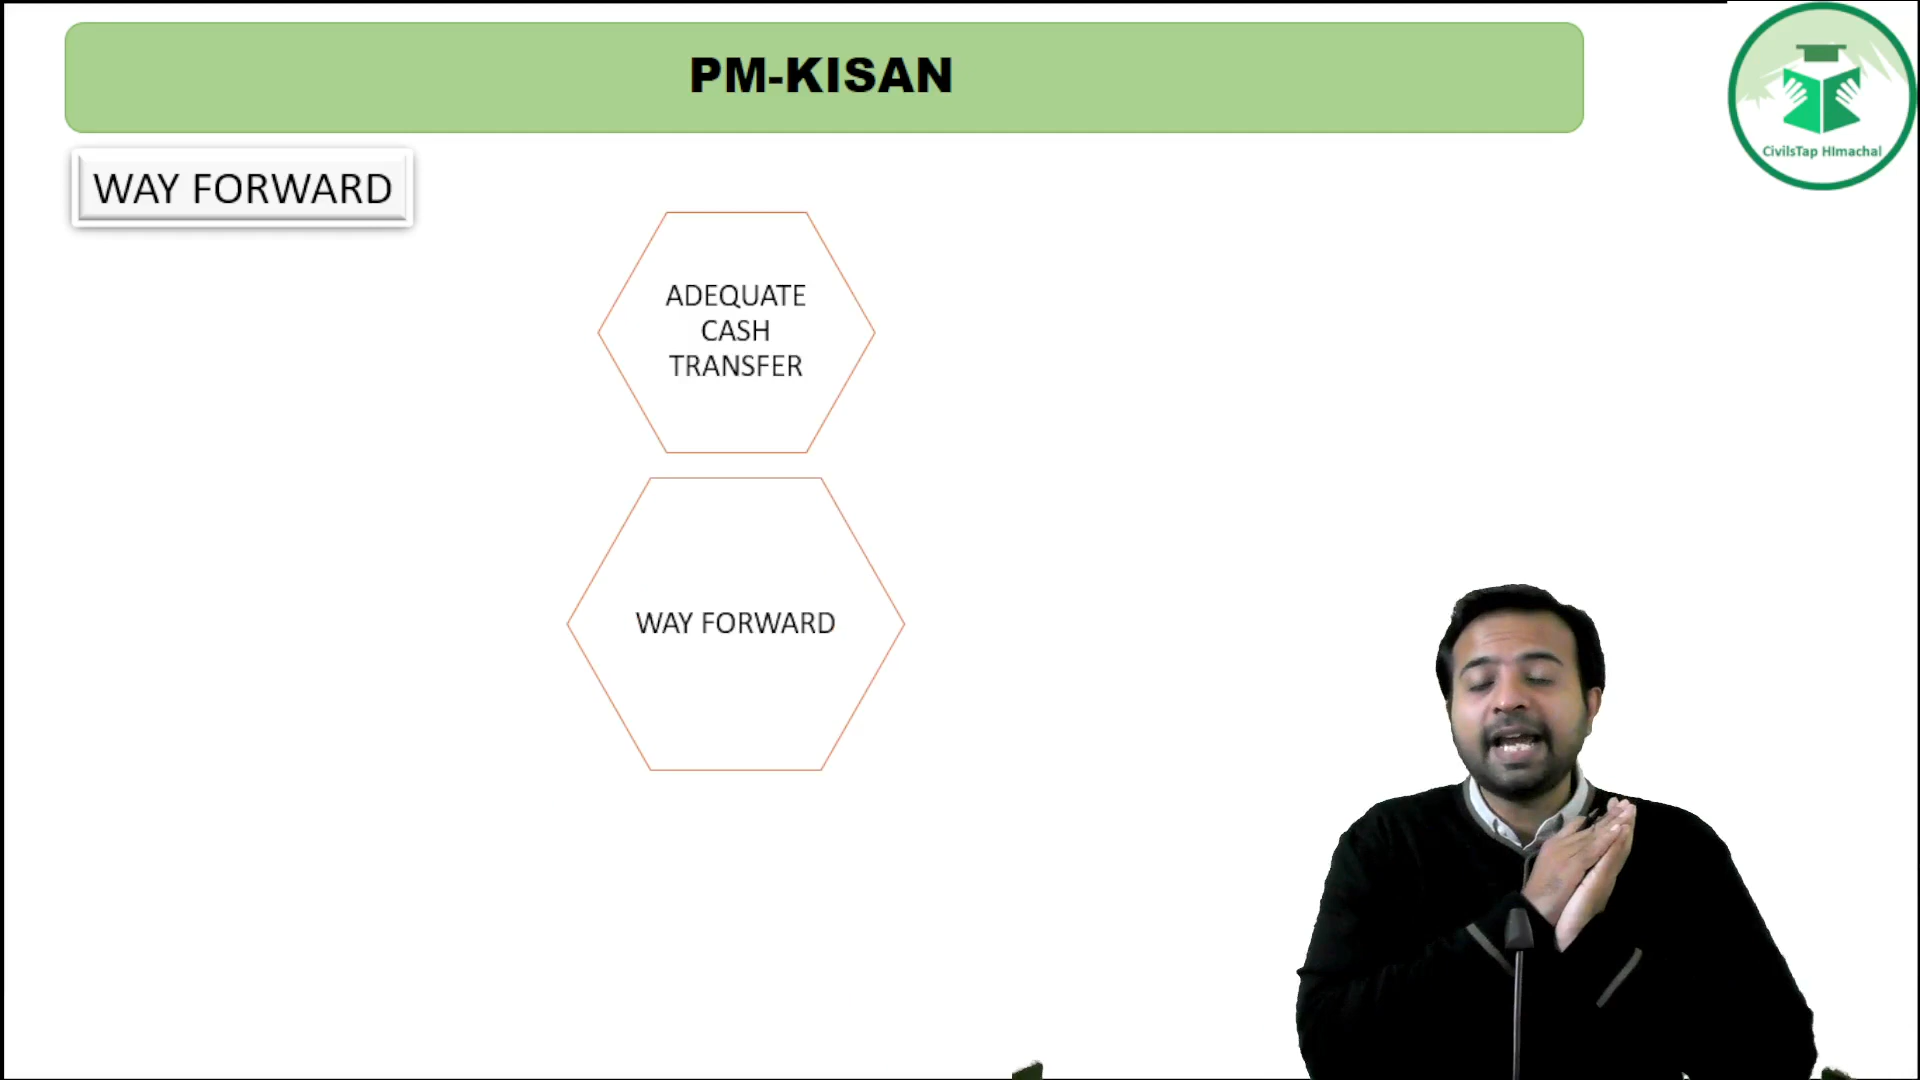 PM-KISAN
CivilsTap HImachal
WAY FORWARD
ADEQUATE
CASH
TRANSFER
WAY FORWARD